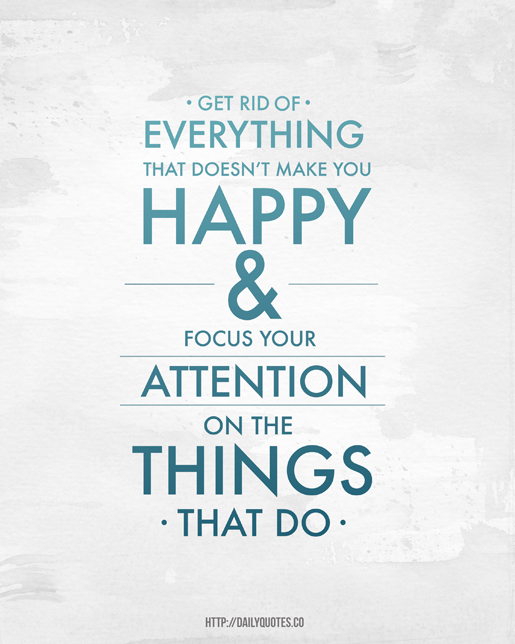 • GET RID OF •
EVERYTHING
THAT DOESN'T MAKE YOU
HAPPY
&
FOCUS YOUR
ATTENTION
ON THE
THINGS
• THAT DO •
HTTP://DAILYQUOTES.CO